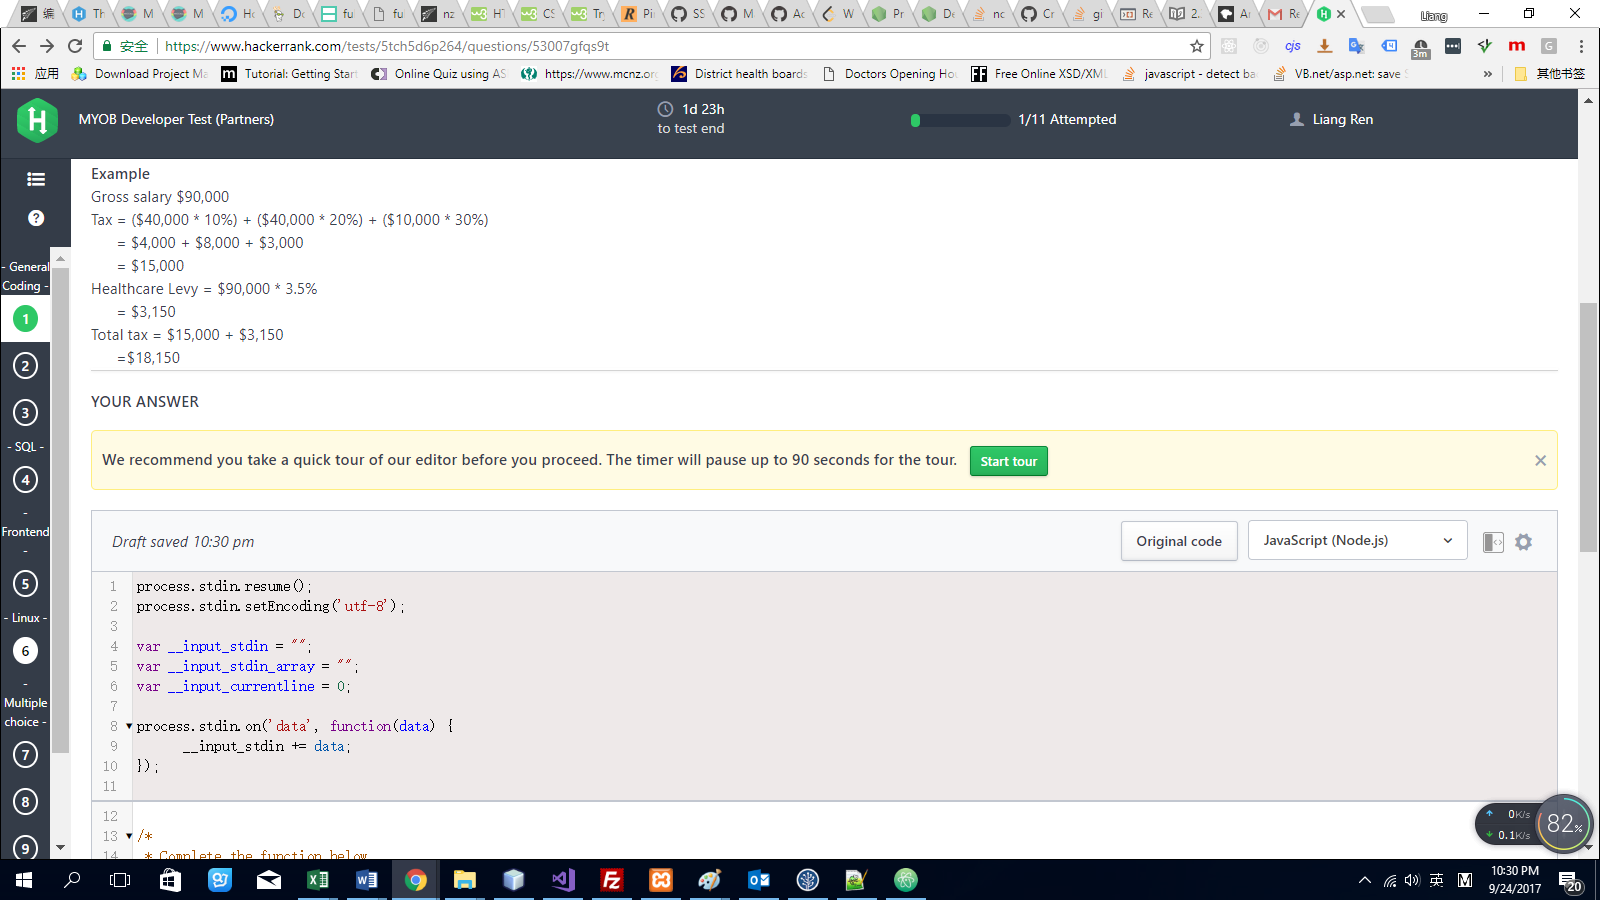 编 Th M M Ho Do fu fu nz HT CS Try Pi SS M Ac W Pr De nc Cr gi Re 2. A Re Liang
安全 https://www.hackerrank.com/tests/5tch5d6p264/questions/53007gfqs9t cjs 3m m G
应用 Download Project Ma Tutorial: Getting Start Online Quiz using AS https://www.mcnz.org District health boards Doctors Opening Hou Free Online XSD/XML javascript - detect ba VB.net/asp.net: save S » 其他书签
MYOB Developer Test (Partners)
1d 23h
to test end
1/11 Attempted
Liang Ren
Example
Gross salary $90,000
Tax = ($40,000 * 10%) + ($40,000 * 20%) + ($10,000 * 30%)
= $4,000 + $8,000 + $3,000
= $15,000
Healthcare Levy = $90,000 * 3.5%
= $3,150
Total tax = $15,000 + $3,150
=$18,150
- General
Coding -
1
2
3
- SQL -
4
-
Frontend
-
5
- Linux -
6
-
Multiple
choice -
7
8
9
YOUR ANSWER
We recommend you take a quick tour of our editor before you proceed. The timer will pause up to 90 seconds for the tour. Start tour
Draft saved 10:30 pm
Original code
JavaScript (Node.js)
1 process.stdin.resume();
2 process.stdin.setEncoding('utf-8');
3
4 var __input_stdin = "";
5 var __input_stdin_array = "";
6 var __input_currentline = 0;
7
8 process.stdin.on('data', function(data) {
9 __input_stdin += data;
10 });
11
12
13 /*
14 * Complete the function below.
0K/s
0.1K/s
82%
英 M
10:30 PM
9/24/2017
20